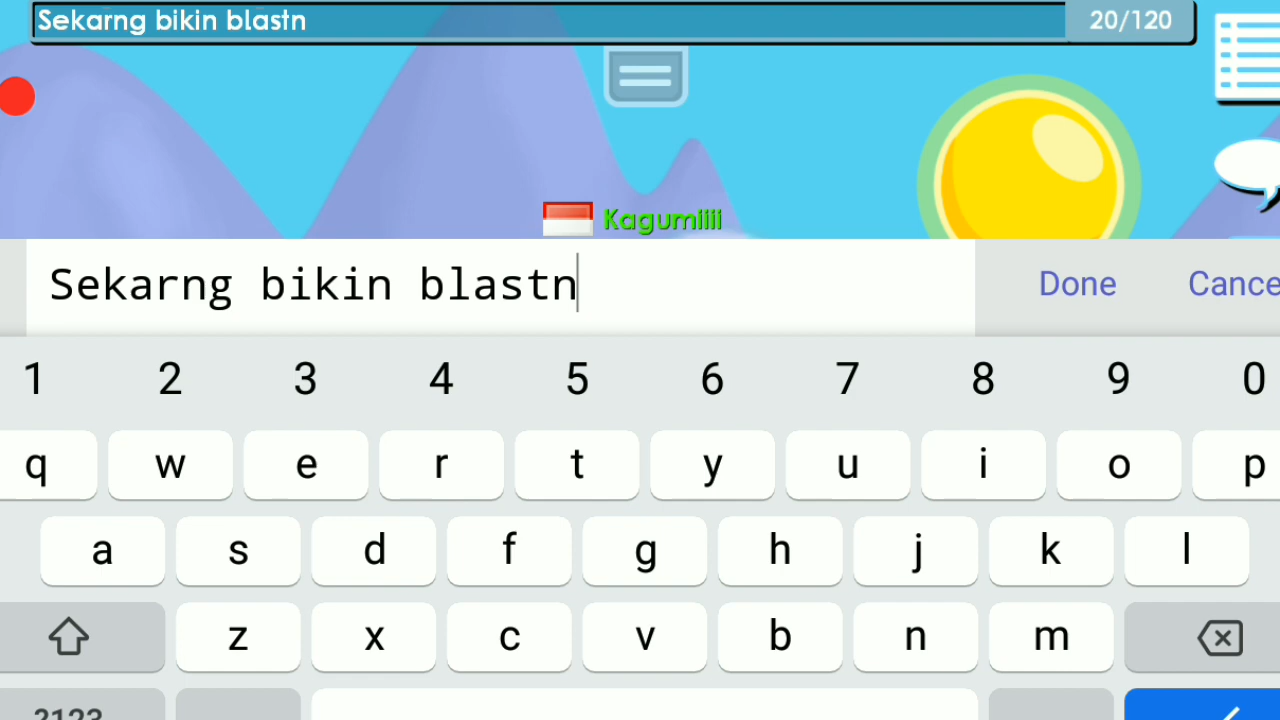 Sekarng bikin blastn 20/120
Kagumiiii
Sekarng bikin blastn Done Cance
1 2 3 4 5 6 7 8 9 0
q w e r t y u i o p
a s d f g h j k l
z x c v b n m
?123